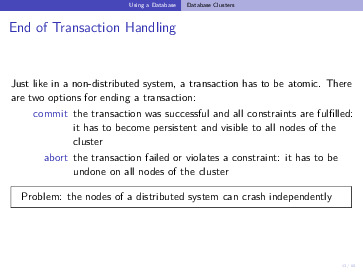 Using a Database Database Clusters
End of Transaction Handling
Just like in a non-distributed system, a transaction has to be atomic. There
are two options for ending a transaction:
commit the transaction was successful and all constraints are fulfilled:
it has to become persistent and visible to all nodes of the
cluster
abort the transaction failed or violates a constraint: it has to be
undone on all nodes of the cluster
Problem: the nodes of a distributed system can crash independently